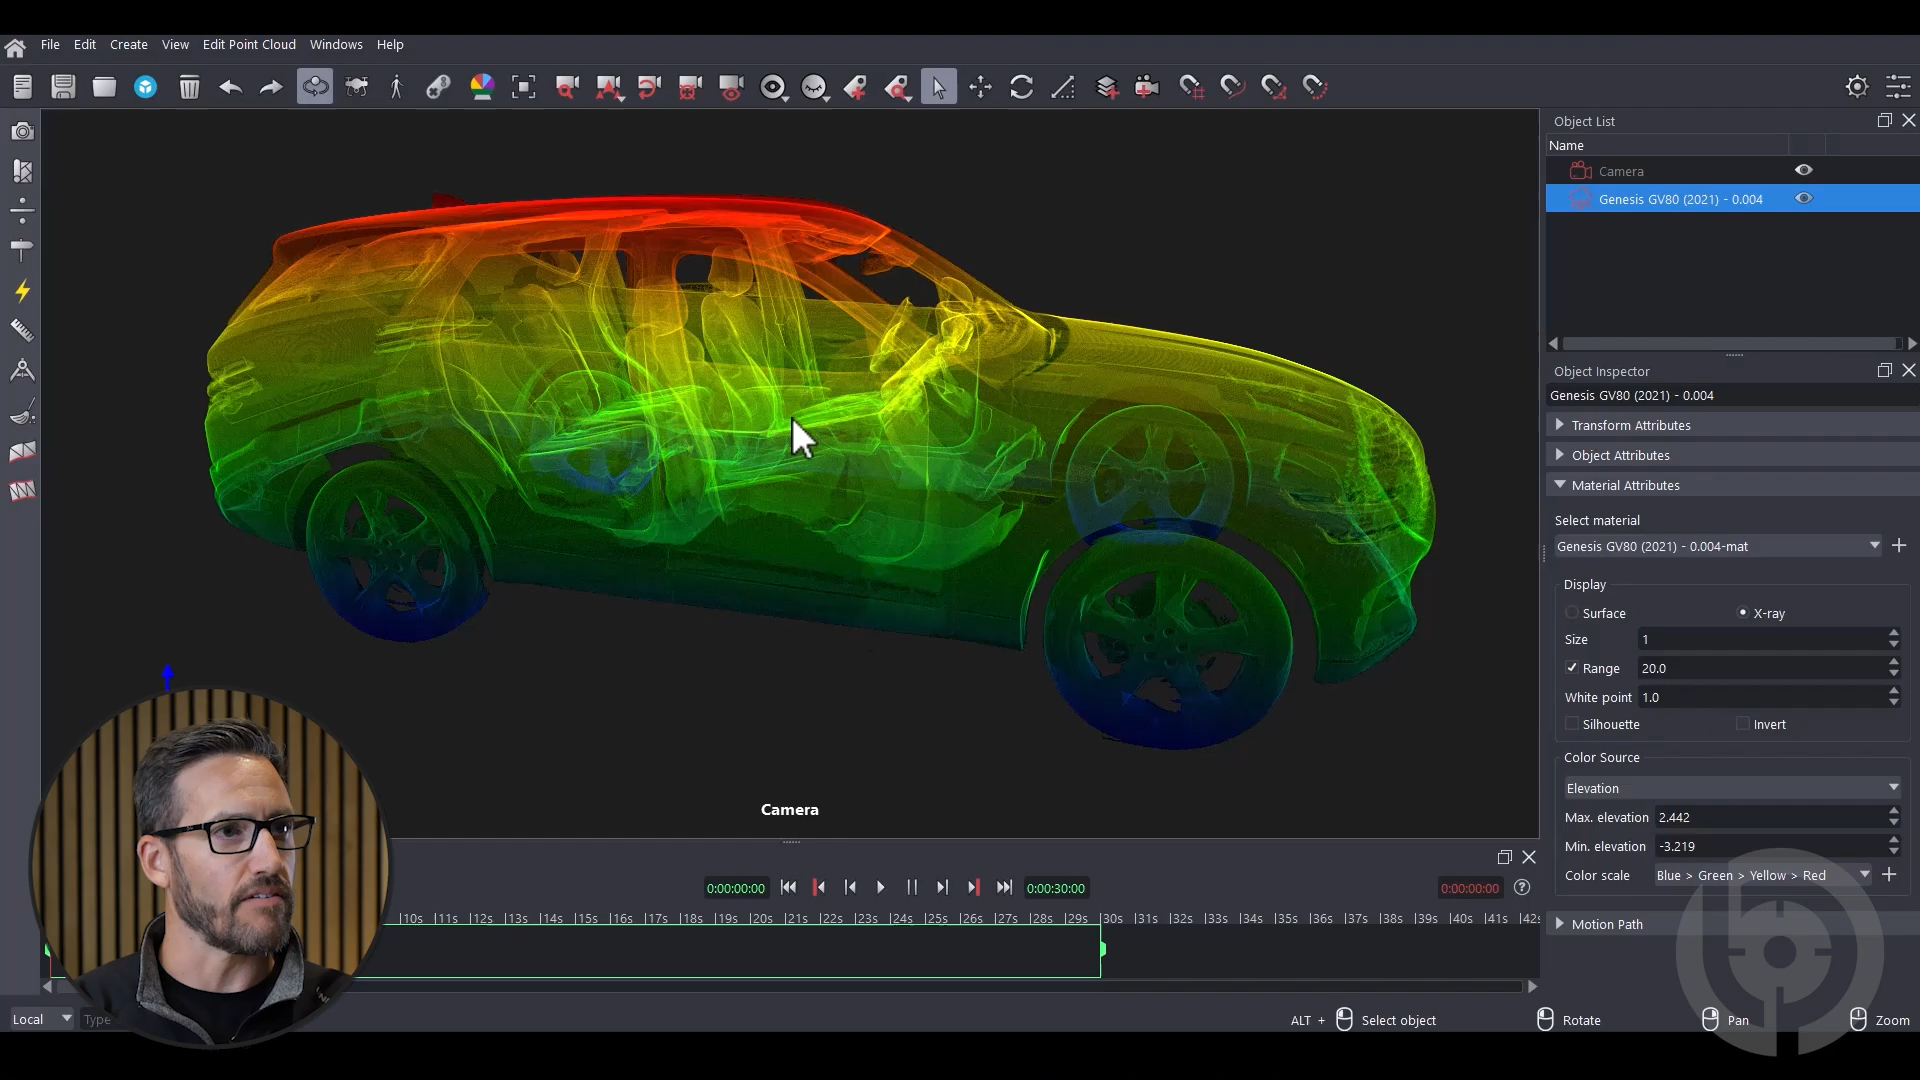 File Edit Create View Edit Point Cloud Windows Help
Object List
Name
Camera
Genesis GV80 (2021) - 0.004
Object Inspector
Genesis GV80 (2021) - 0.004
Transform Attributes
Object Attributes
Material Attributes
Select material
Genesis GV80 (2021) - 0.004-mat
Display
Surface X-ray
Size 1
Range 20.0
White point 1.0
Silhouette Invert
Color Source
Elevation
Max. elevation 2.442
Min. elevation -3.219
Color scale Blue > Green > Yellow > Red
Motion Path
Camera
0:00:00:00 0:00:30:00 0:00:00:00
10s 11s 12s 13s 14s 15s 16s 17s 18s 19s 20s 21s 22s 23s 24s 25s 26s 27s 28s 29s 30s 31s 32s 33s 34s 35s 36s 37s 38s 39s 40s 41s 42s
Local Type
ALT + Select object Rotate Pan Zoom